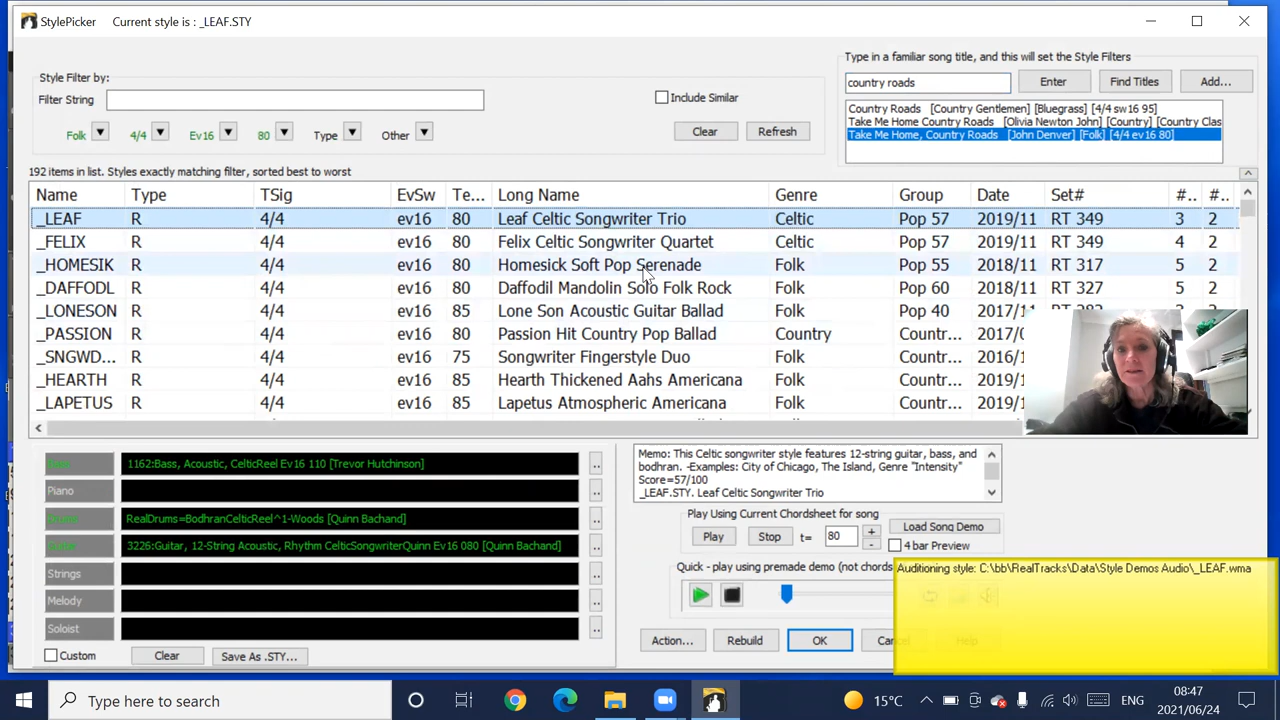 StylePicker Current style is : _LEAF.STY
Type in a familiar song title, and this will set the Style Filters
Style Filter by:
Filter String
Include Similar
country roads
Enter
Find Titles
Add...
Country Roads [Country Gentlemen] [Bluegrass] [4/4 sw16 95]
Take Me Home Country Roads [Olivia Newton John] [Country] [Country Clas
Take Me Home, Country Roads [John Denver] [Folk] [4/4 ev16 80]
Folk 4/4 Ev16 80 Type Other
Clear
Refresh
192 items in list. Styles exactly matching filter, sorted best to worst
Name Type TSig EvSw Te... Long Name Genre Group Date Set# #.. #..
_LEAF R 4/4 ev16 80 Leaf Celtic Songwriter Trio Celtic Pop 57 2019/11 RT 349 3 2
_FELIX R 4/4 ev16 80 Felix Celtic Songwriter Quartet Celtic Pop 57 2019/11 RT 349 4 2
_HOMESIK R 4/4 ev16 80 Homesick Soft Pop Serenade Folk Pop 55 2018/11 RT 317 5 2
_DAFFODL R 4/4 ev16 80 Daffodil Mandolin Solo Folk Rock Folk Pop 60 2018/11 RT 327 5 2
_LONESON R 4/4 ev16 85 Lone Son Acoustic Guitar Ballad Folk Pop 40 2017/1
_PASSION R 4/4 ev16 80 Passion Hit Country Pop Ballad Country Countr... 2017/0
_SNGWD... R 4/4 ev16 75 Songwriter Fingerstyle Duo Folk Countr... 2016/1
_HEARTH R 4/4 ev16 85 Hearth Thickened Aahs Americana Folk Countr... 2019/1
_LAPETUS R 4/4 ev16 85 Lapetus Atmospheric Americana Folk Countr... 2019/1
1162:Bass, Acoustic, CelticReel Ev16 110 [Trevor Hutchinson]
Piano
RealDrums=BodhranCelticReel^1-Woods [Quinn Bachand]
3226:Guitar, 12-String Acoustic, Rhythm CelticSongwriterQuinn Ev16 080 [Quinn Bachand]
Strings
Melody
Soloist
Custom
Clear
Save As .STY...
Memo: This Celtic songwriter style features 12-string guitar, bass, and
bodhran. -Examples: City of Chicago, The Island, Genre "Intensity"
Score=57/100
_LEAF.STY. Leaf Celtic Songwriter Trio
Play Using Current Chordsheet for song
Play
Stop
t= 80
+
-
Load Song Demo
4 bar Preview
Quick - play using premade demo (not chords
Action...
Rebuild
OK
Canc
Help
Auditioning style: C:\bb\RealTracks\Data\Style Demos Audio\_LEAF.wma
Type here to search
15°C
ENG
08:47
2021/06/24